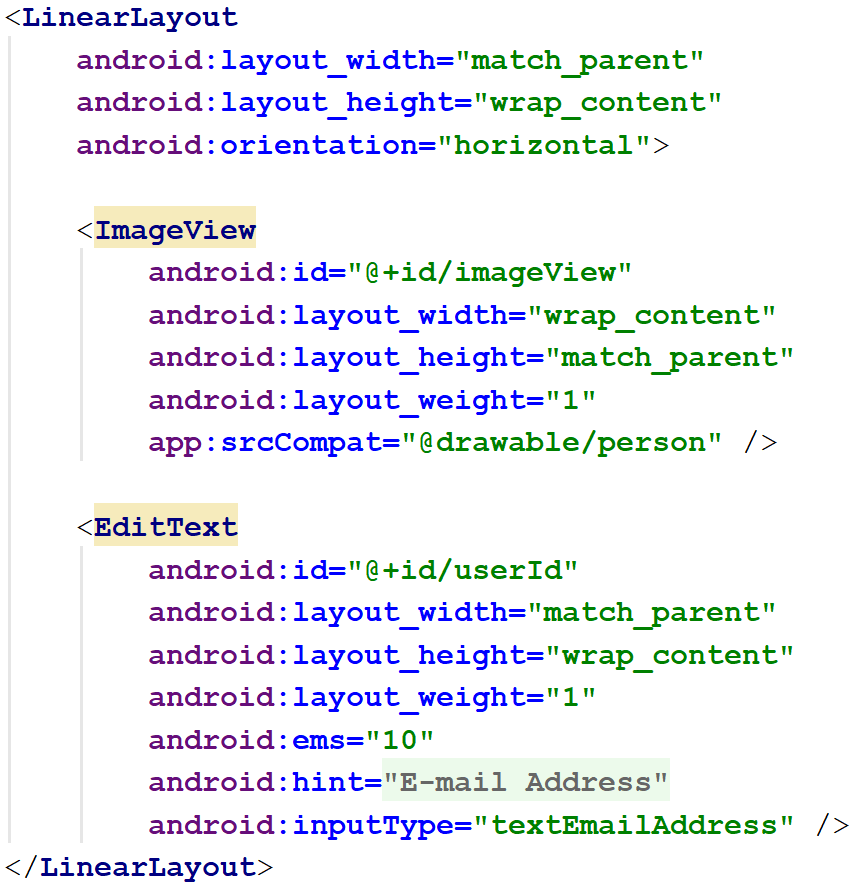 <LinearLayout
android:layout_width="match_parent"
android:layout_height="wrap_content"
android:orientation="horizontal">
<ImageView
android:id="@+id/imageView"
android:layout_width="wrap_content"
android:layout_height="match_parent"
android:layout_weight="1"
app:srcCompat="@drawable/person" />
<EditText
android:id="@+id/userId"
android:layout_width="match_parent"
android:layout_height="wrap_content"
android:layout_weight="1"
android:ems="10"
android:hint="E-mail Address"
android:inputType="textEmailAddress" />
</LinearLayout>